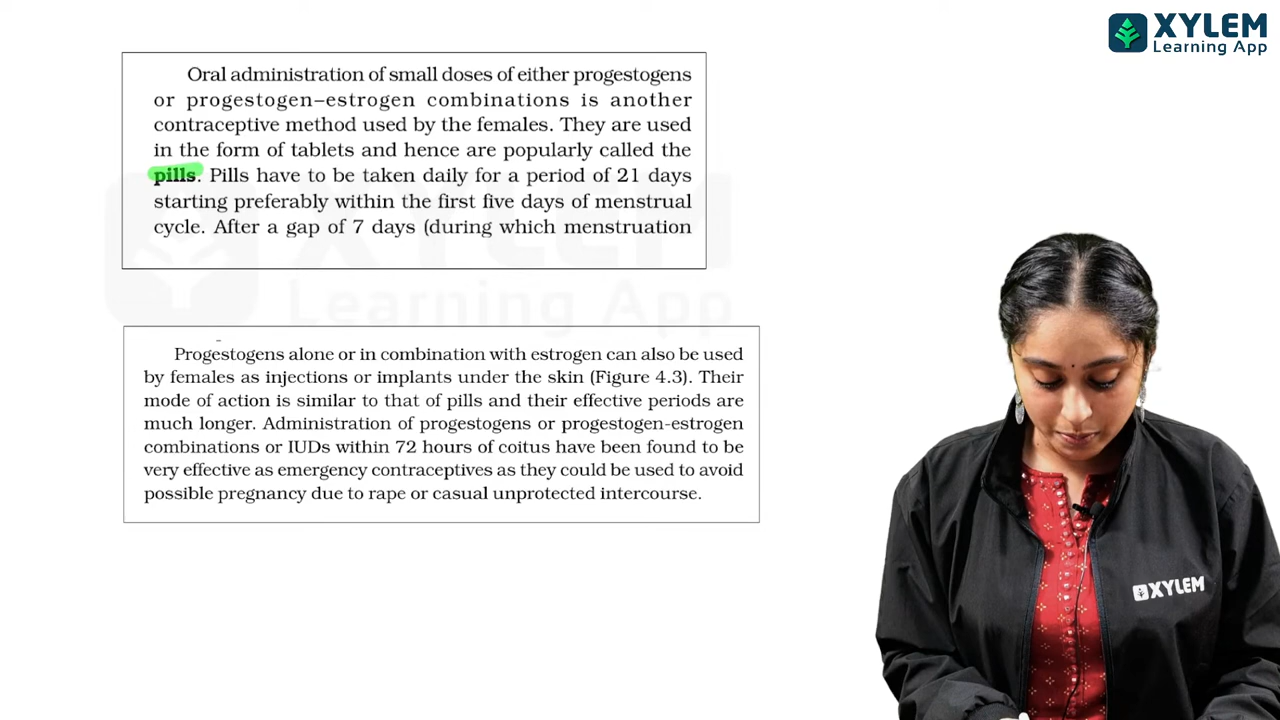 XYLEM
Learning App
Oral administration of small doses of either progestogens
or progestogen–estrogen combinations is another
contraceptive method used by the females. They are used
in the form of tablets and hence are popularly called the
pills. Pills have to be taken daily for a period of 21 days
starting preferably within the first five days of menstrual
cycle. After a gap of 7 days (during which menstruation
XYLEM
Learning App
Progestogens alone or in combination with estrogen can also be used
by females as injections or implants under the skin (Figure 4.3). Their
mode of action is similar to that of pills and their effective periods are
much longer. Administration of progestogens or progestogen-estrogen
combinations or IUDs within 72 hours of coitus have been found to be
very effective as emergency contraceptives as they could be used to avoid
possible pregnancy due to rape or casual unprotected intercourse.
XYLEM